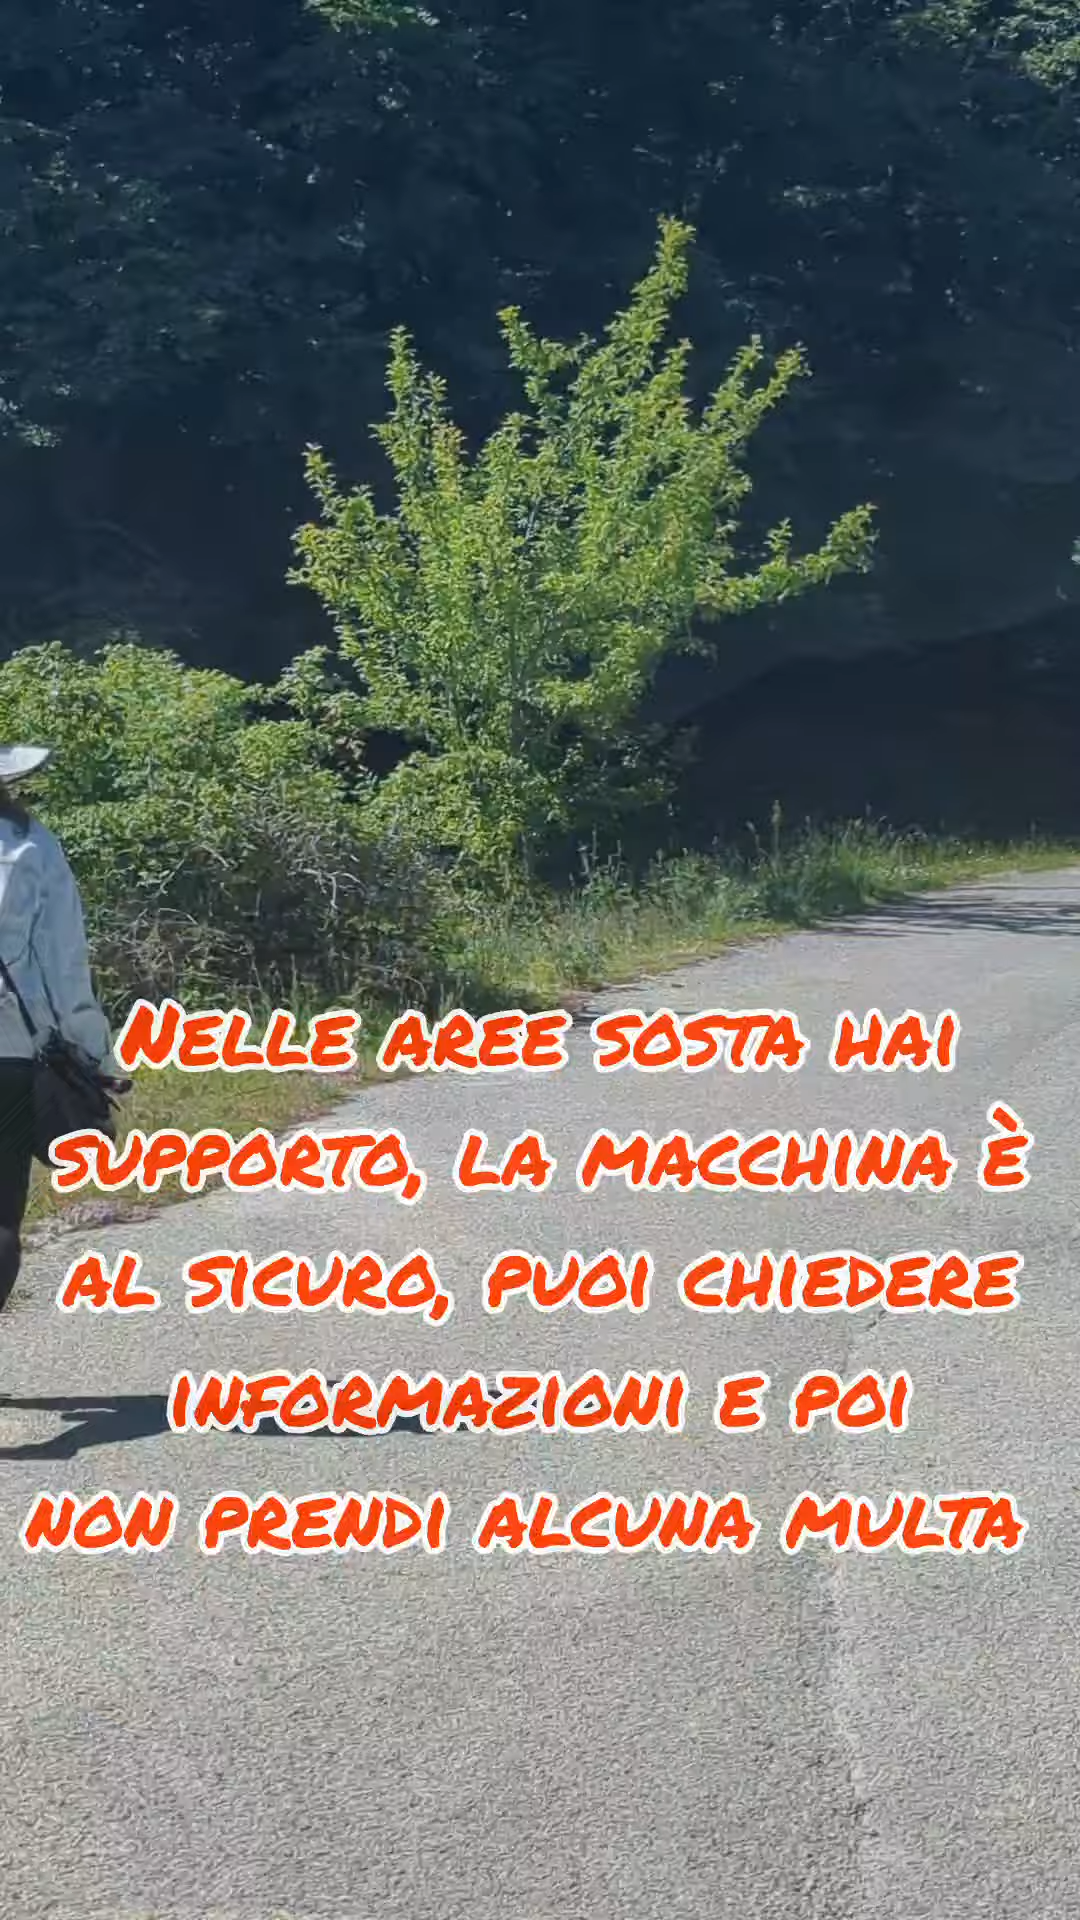 Nelle aree sosta hai
supporto, la macchina è
al sicuro, puoi chiedere
informazioni e poi
non prendi alcuna multa